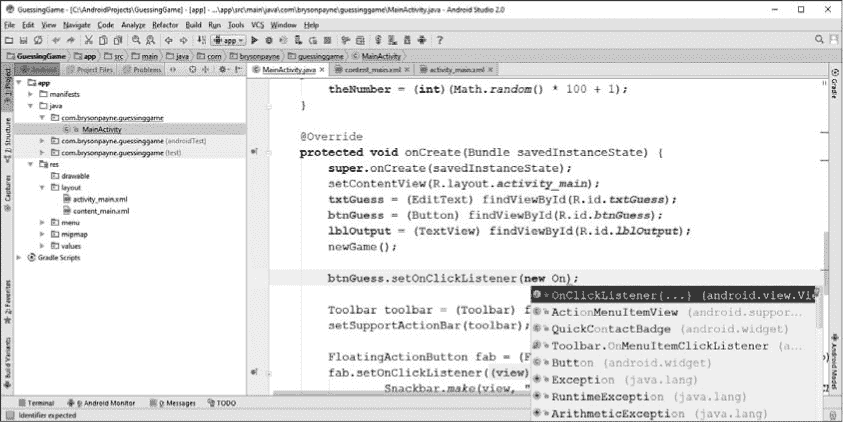 GuessingGame - [C:\AndroidProjects\GuessingGame] - [app] - ...\app\src\main\java\com\brysonpayne\guessinggame\MainActivity.java - Android Studio 2.0
File Edit View Navigate Code Analyze Refactor Build Run Tools VCS Window Help
app
GuessingGame app src main java com brysonpayne guessinggame MainActivity
Android Project Files Problems
MainActivity.java content_main.xml activity_main.xml
1: Project
2: Structure
Captures
2: Favorites
Build Variants
Gradle
Android Model
app
manifests
java
com.brysonpayne.guessinggame
MainActivity
com.brysonpayne.guessinggame (androidTest)
com.brysonpayne.guessinggame (test)
res
drawable
layout
activity_main.xml
content_main.xml
menu
mipmap
values
Gradle Scripts
theNumber = (int)(Math.random() * 100 + 1);
}
@Override
protected void onCreate(Bundle savedInstanceState) {
super.onCreate(savedInstanceState);
setContentView(R.layout.activity_main);
txtGuess = (EditText) findViewById(R.id.txtGuess);
btnGuess = (Button) findViewById(R.id.btnGuess);
lblOutput = (TextView) findViewById(R.id.lblOutput);
newGame();
btnGuess.setOnClickListener(new On);
Toolbar toolbar = (Toolbar) f
setSupportActionBar(toolbar);
FloatingActionButton fab = (F
fab.setOnClickListener((view)
Snackbar.make(view, "
OnClickListener{...} (android.view.Vi
ActionMenuItemView (android.suppor...
QuickContactBadge (android.widget)
Toolbar.OnMenuItemClickListener (a...
Button (android.widget)
Exception (java.lang)
RuntimeException (java.lang)
ArithmeticException (java.lang)
Terminal 6: Android Monitor 0: Messages TODO
Identifier expected